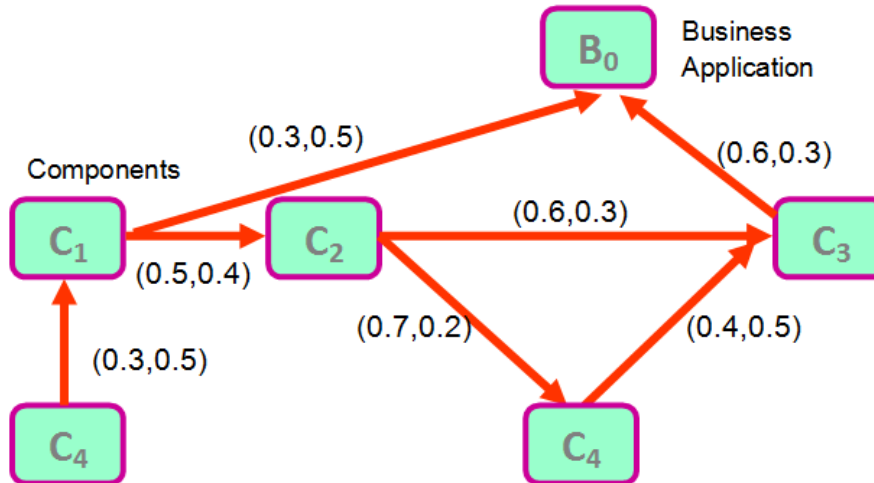 B₀
Business
Application
(0.3,0.5)
(0.6,0.3)
Components
C₁
C₂
(0.6,0.3)
C₃
(0.5,0.4)
(0.7,0.2)
(0.4,0.5)
(0.3,0.5)
C₄
C₄